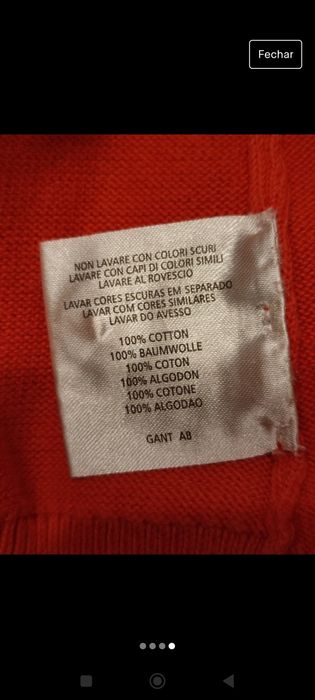 Fechar
NON LAVARE CON COLORI SCURI
LAVARE CON CAPI DI COLORI SIMILI
LAVARE AL ROVESCIO
LAVAR CORES ESCURAS EM SEPARADO
LAVAR COM CORES SIMILARES
LAVAR DO AVESSO
100% COTTON
100% BAUMWOLLE
100% COTON
100% ALGODON
100% COTONE
100% ALGODÃO
GANT AB